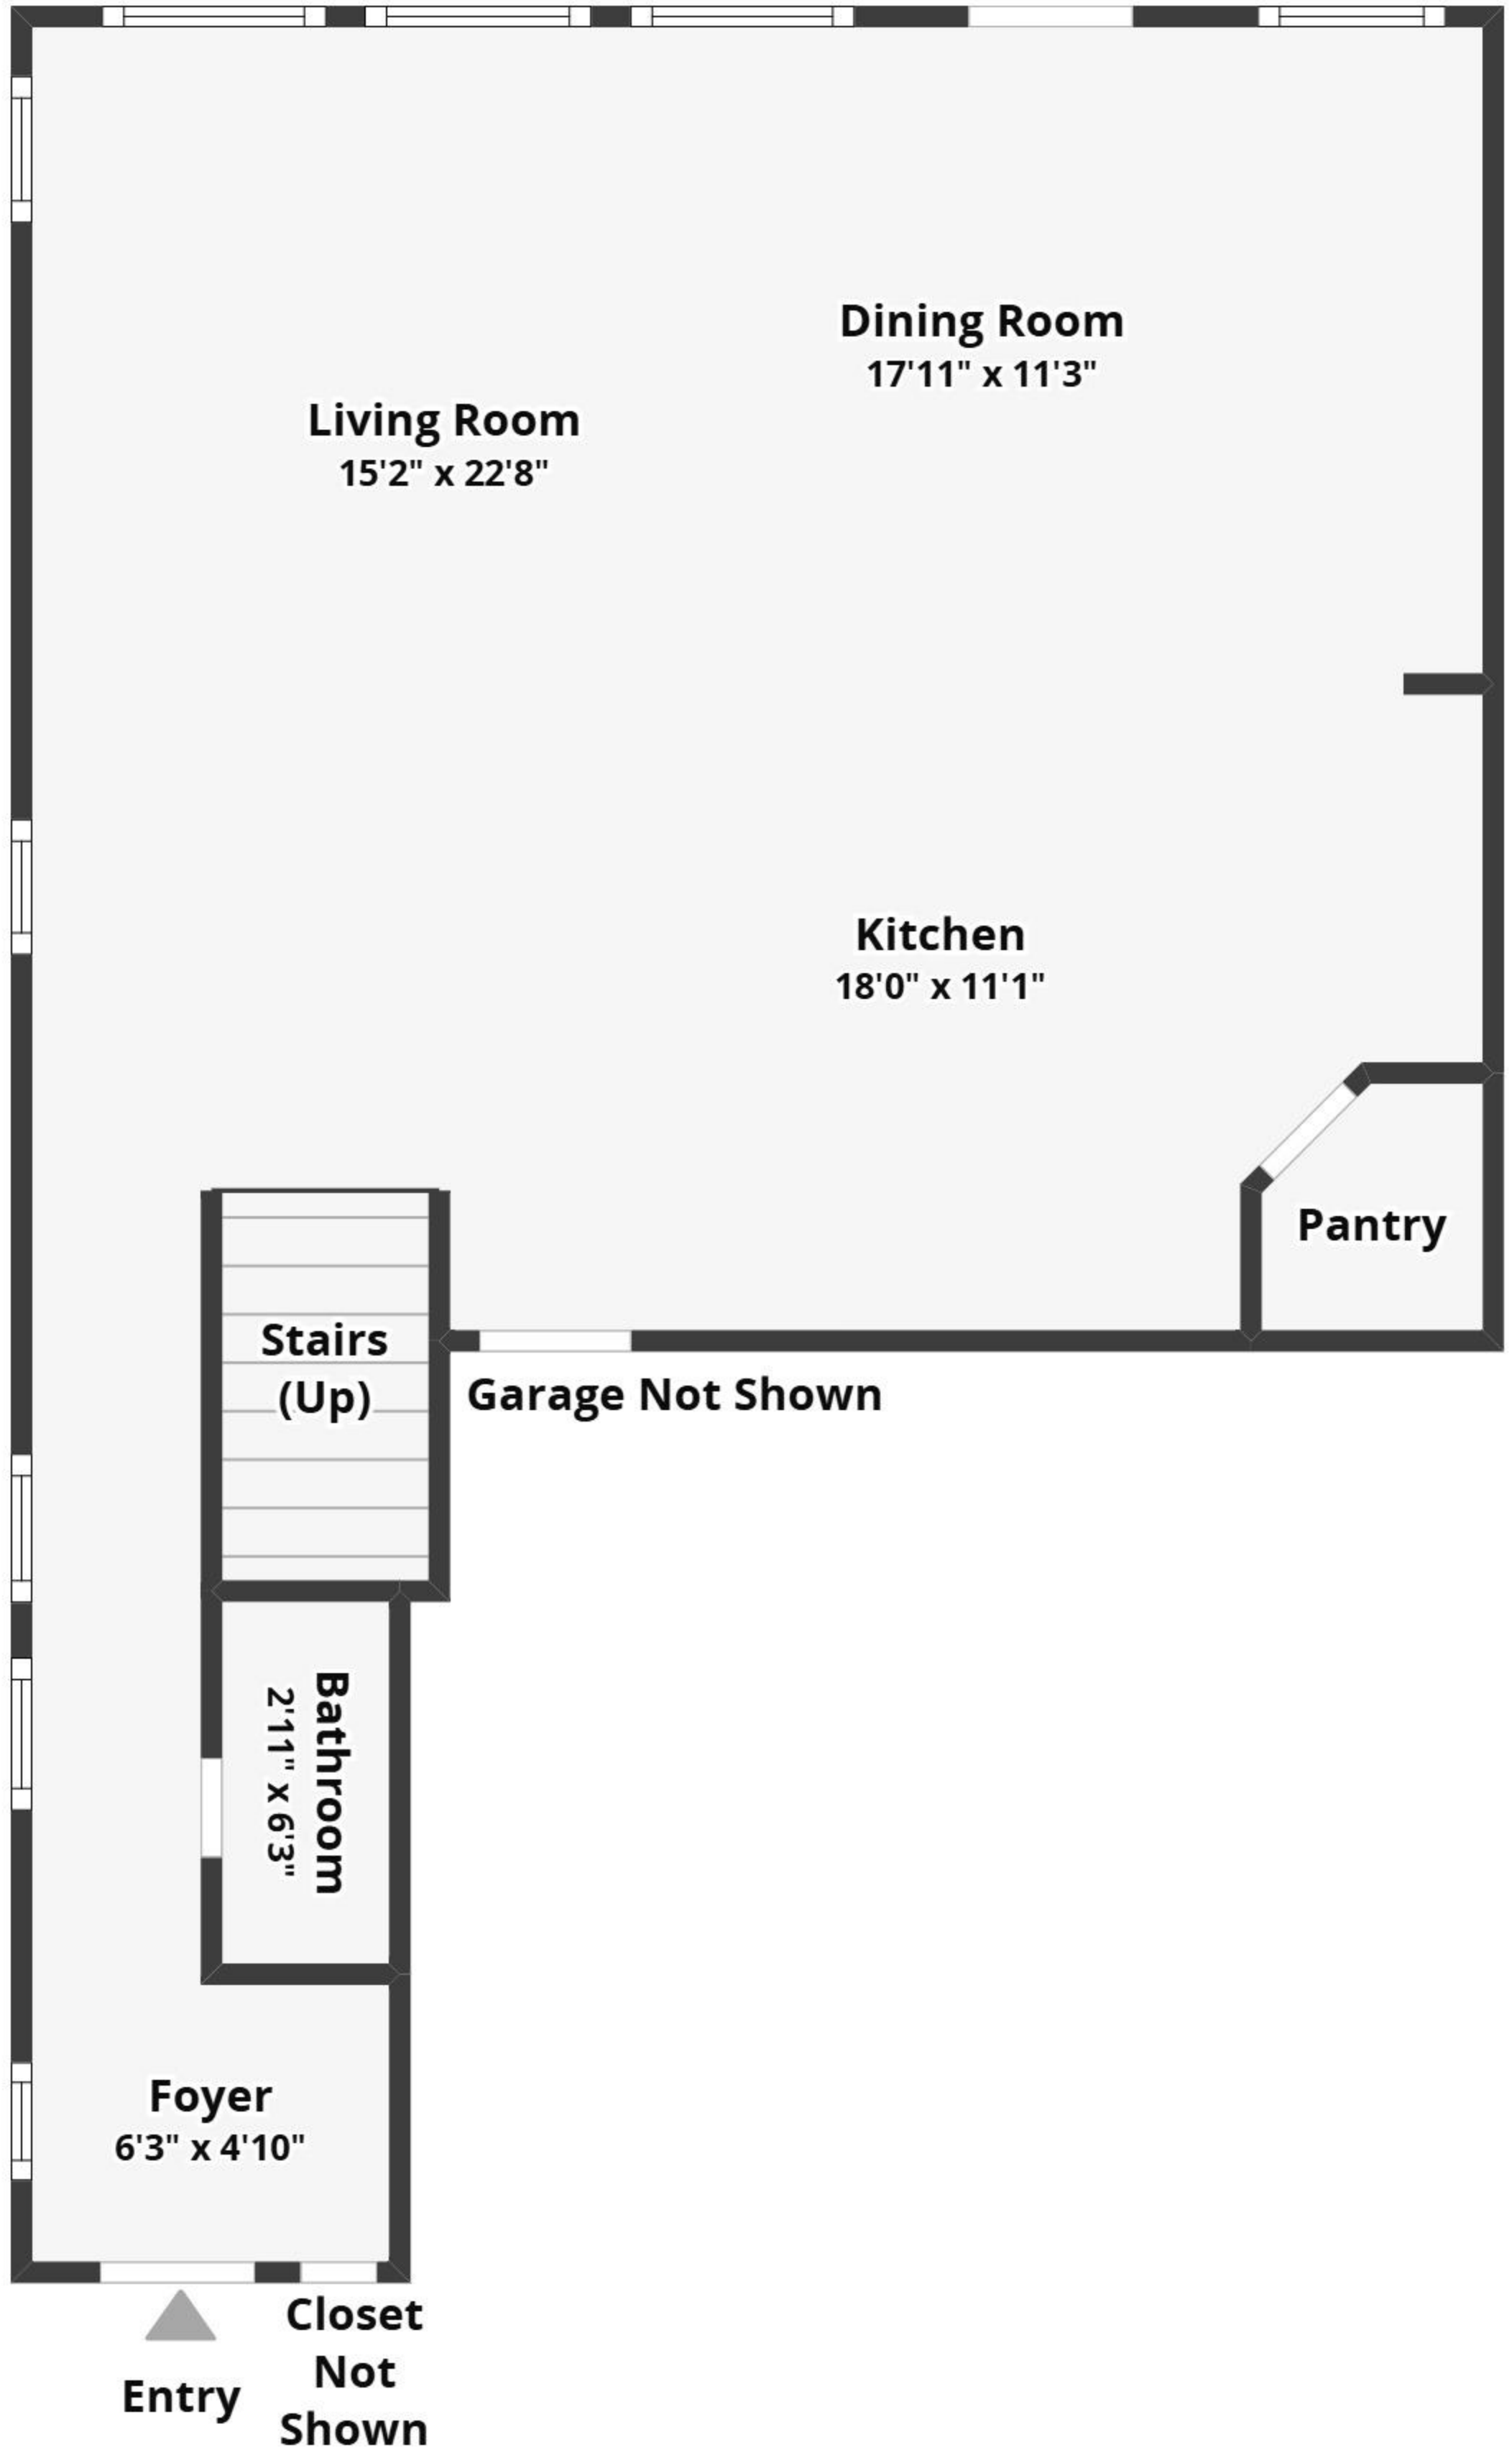 Dining Room
17'11" x 11'3"
Living Room
15'2" x 22'8"
Kitchen
18'0" x 11'1"
Pantry
Stairs
(Up)
Garage Not Shown
Bathroom
2'11" x 6'3"
Foyer
6'3" x 4'10"
Entry
Closet
Not
Shown